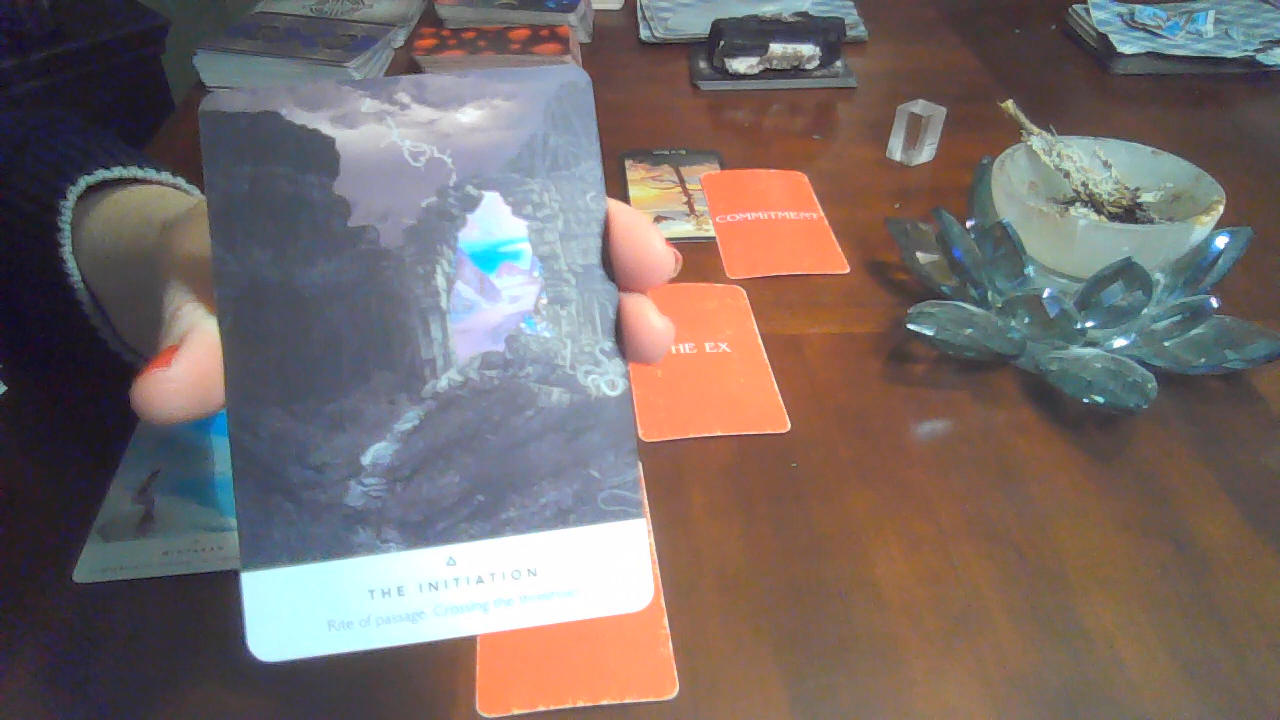 COMMITMENT
HE EX
THE INITIATION
Rite of passage. Crossing the threshold.